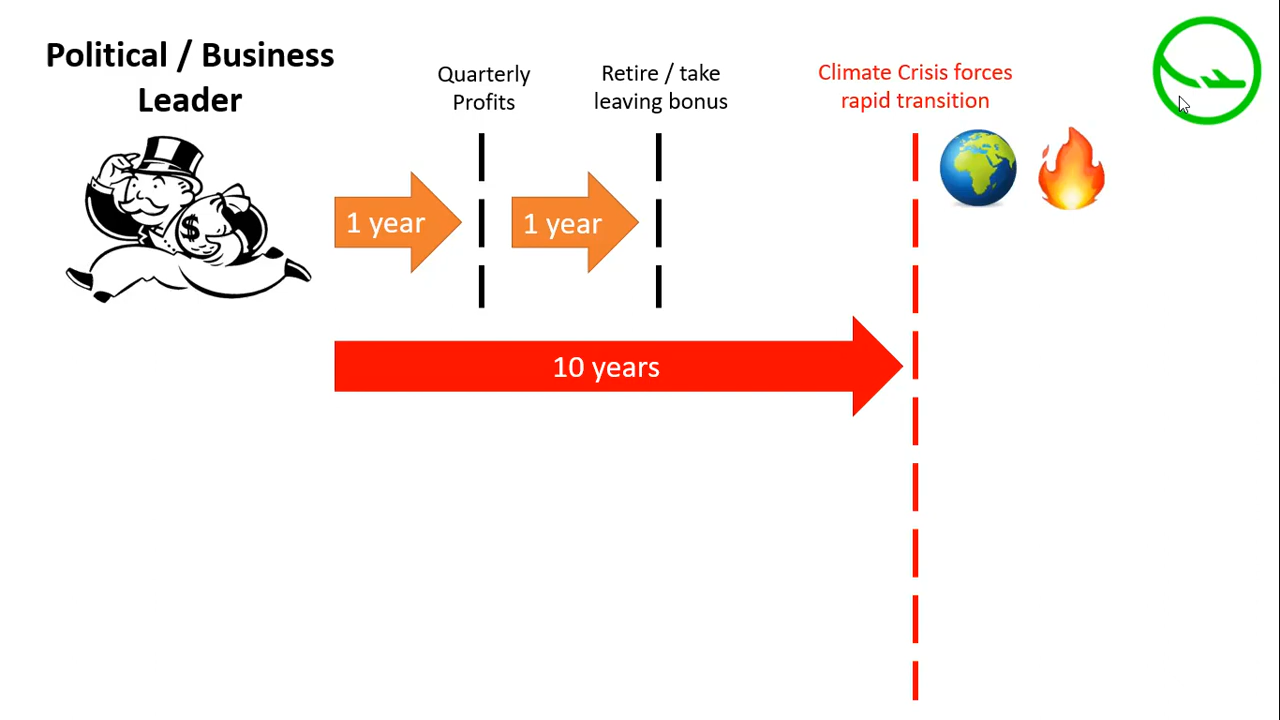 Political / Business
Leader
Quarterly
Profits
Retire / take
leaving bonus
Climate Crisis forces
rapid transition
$
1 year
1 year
10 years